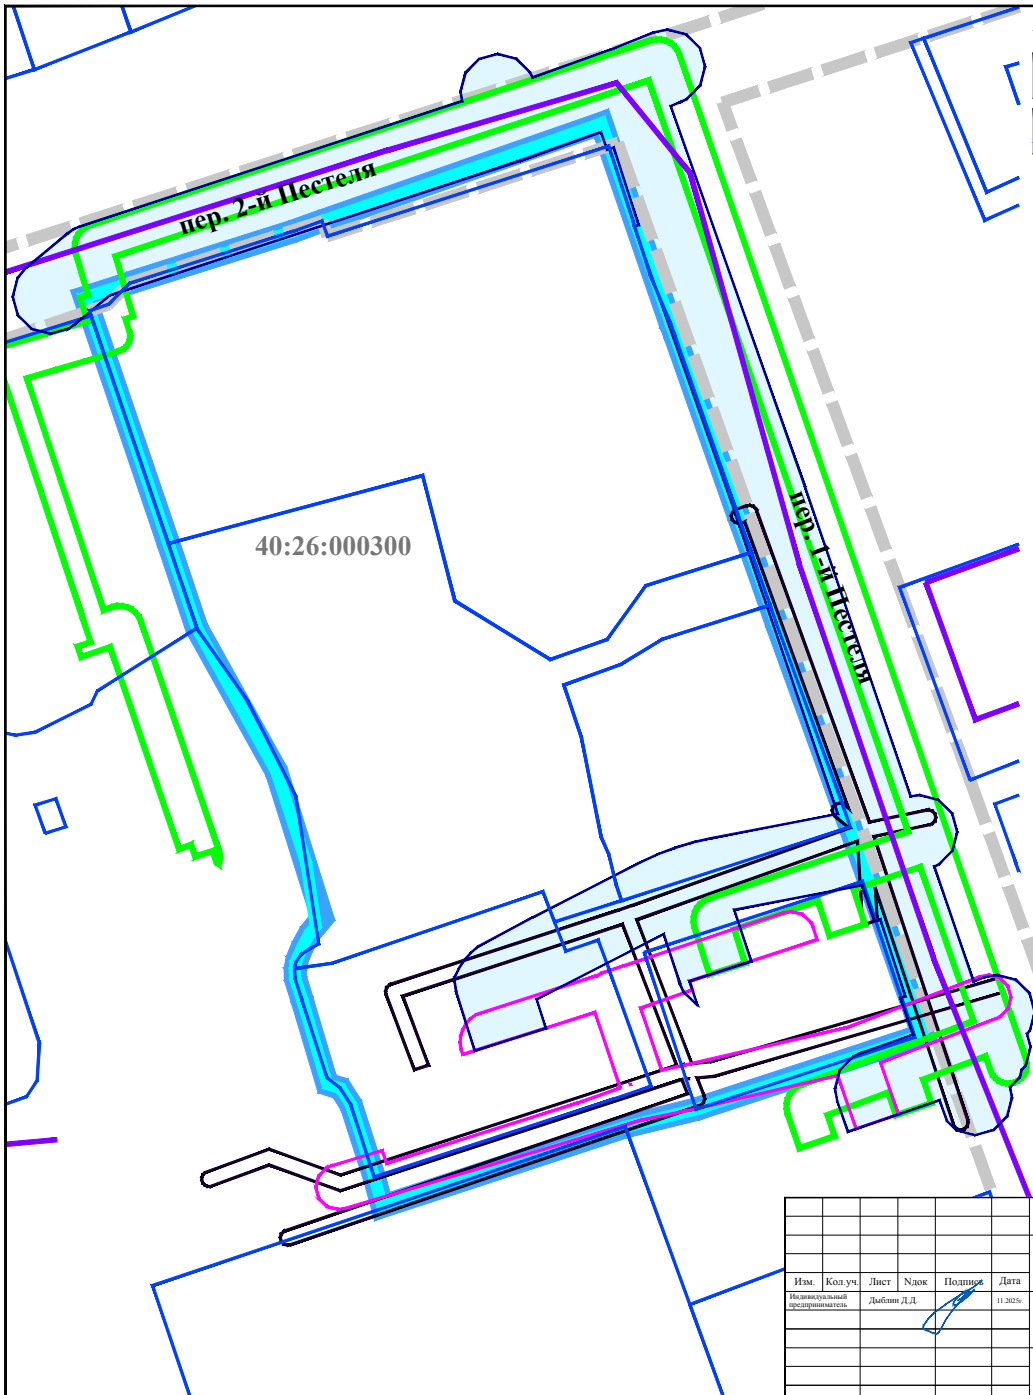 пер. 2-й Пестеля
40:26:000300
пер. 1-й Пестеля
Изм. Кол.уч. Лист Nдок Подпись Дата
Индивидуальный
предприниматель
Дыблин Д.Д.
11.2025г.